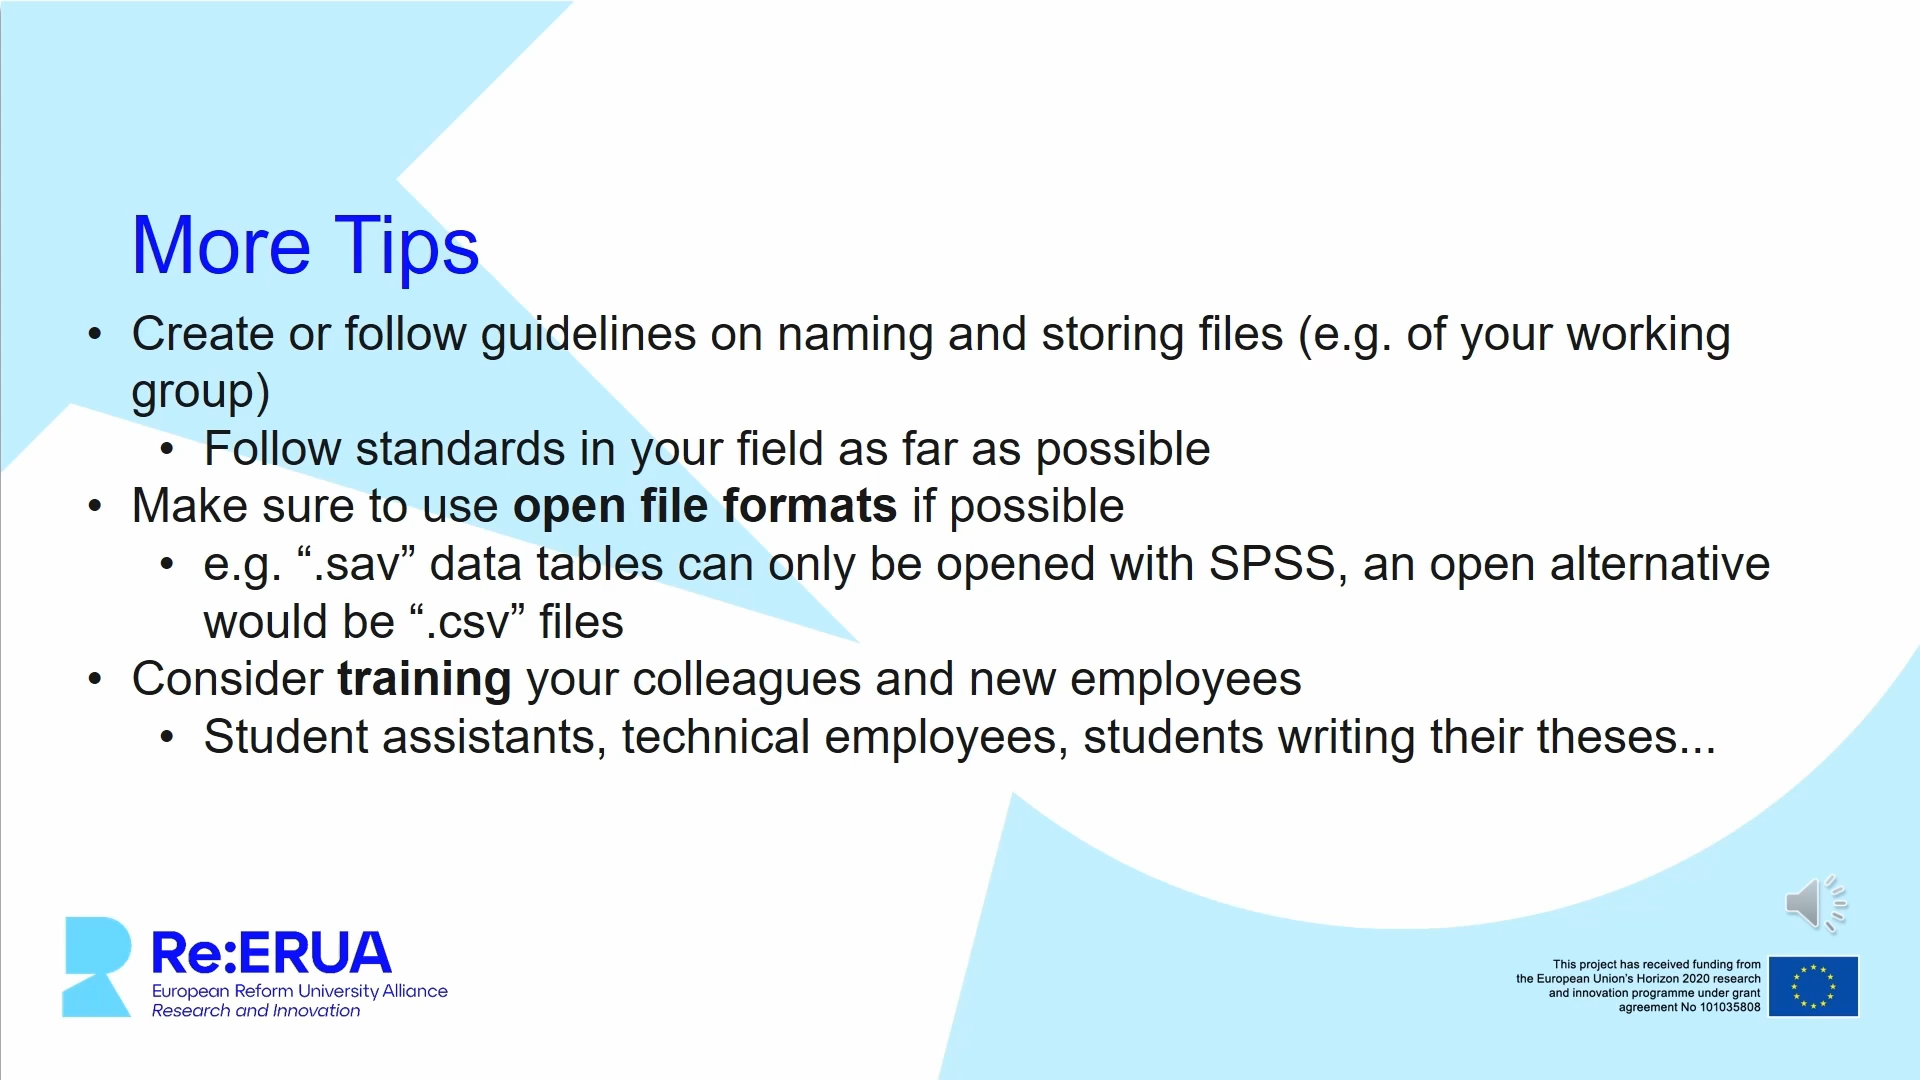 More Tips
• Create or follow guidelines on naming and storing files (e.g. of your working
group)
• Follow standards in your field as far as possible
• Make sure to use open file formats if possible
• e.g. “.sav” data tables can only be opened with SPSS, an open alternative
would be “.csv” files
• Consider training your colleagues and new employees
• Student assistants, technical employees, students writing their theses...
Re:ERUA
European Reform University Alliance
Research and Innovation
This project has received funding from
the European Union's Horizon 2020 research
and innovation programme under grant
agreement No 101035808